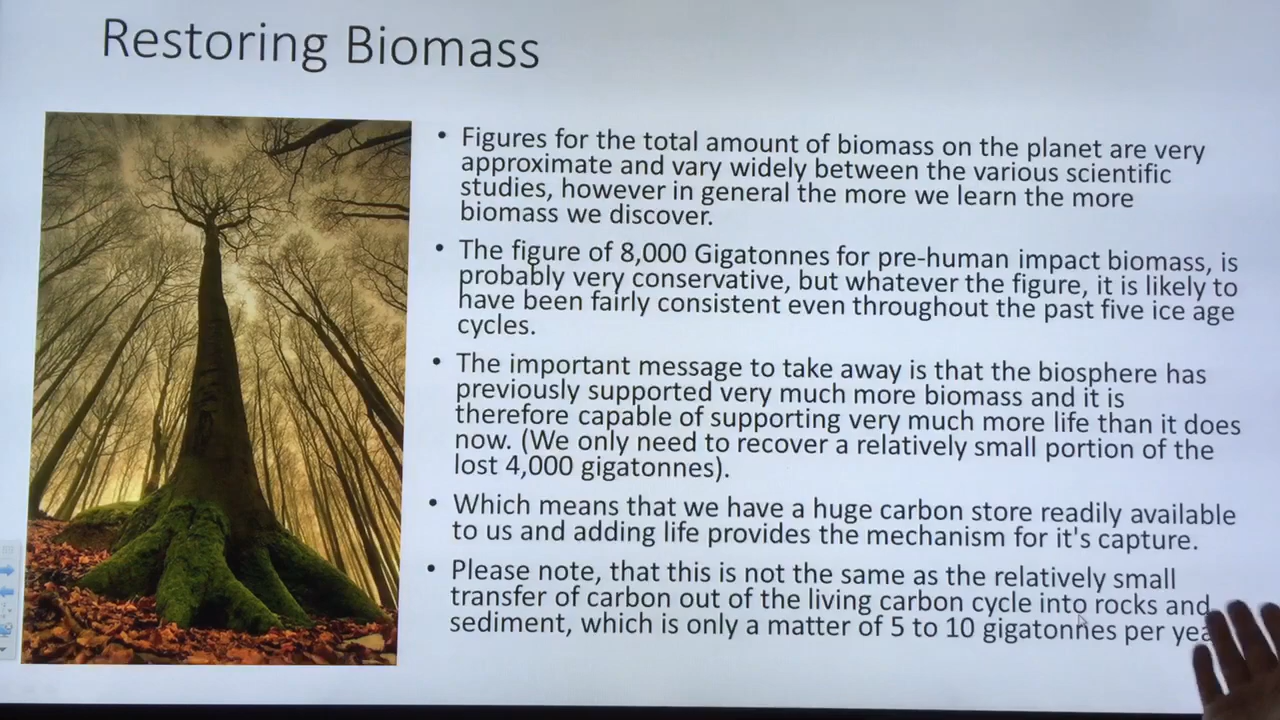 Restoring Biomass
• Figures for the total amount of biomass on the planet are very
approximate and vary widely between the various scientific
studies, however in general the more we learn the more
biomass we discover.
• The figure of 8,000 Gigatonnes for pre-human impact biomass, is
probably very conservative, but whatever the figure, it is likely to
have been fairly consistent even throughout the past five ice age
cycles.
• The important message to take away is that the biosphere has
previously supported very much more biomass and it is
therefore capable of supporting very much more life than it does
now. (We only need to recover a relatively small portion of the
lost 4,000 gigatonnes).
• Which means that we have a huge carbon store readily available
to us and adding life provides the mechanism for it's capture.
• Please note, that this is not the same as the relatively small
transfer of carbon out of the living carbon cycle into rocks and
sediment, which is only a matter of 5 to 10 gigatonnes per